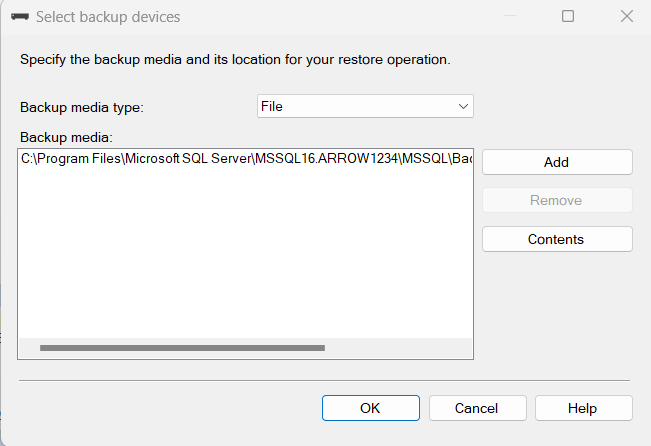 Select backup devices
Specify the backup media and its location for your restore operation.
Backup media type:
File
Backup media:
C:\Program Files\Microsoft SQL Server\MSSQL16.ARROW1234\MSSQL\Bac
Add
Remove
Contents
OK
Cancel
Help